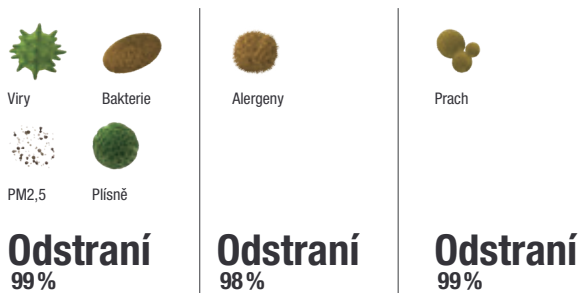 Viry
Bakterie
PM2,5
Plísně
Odstraní
99 %
Alergeny
Odstraní
98 %
Prach
Odstraní
99 %